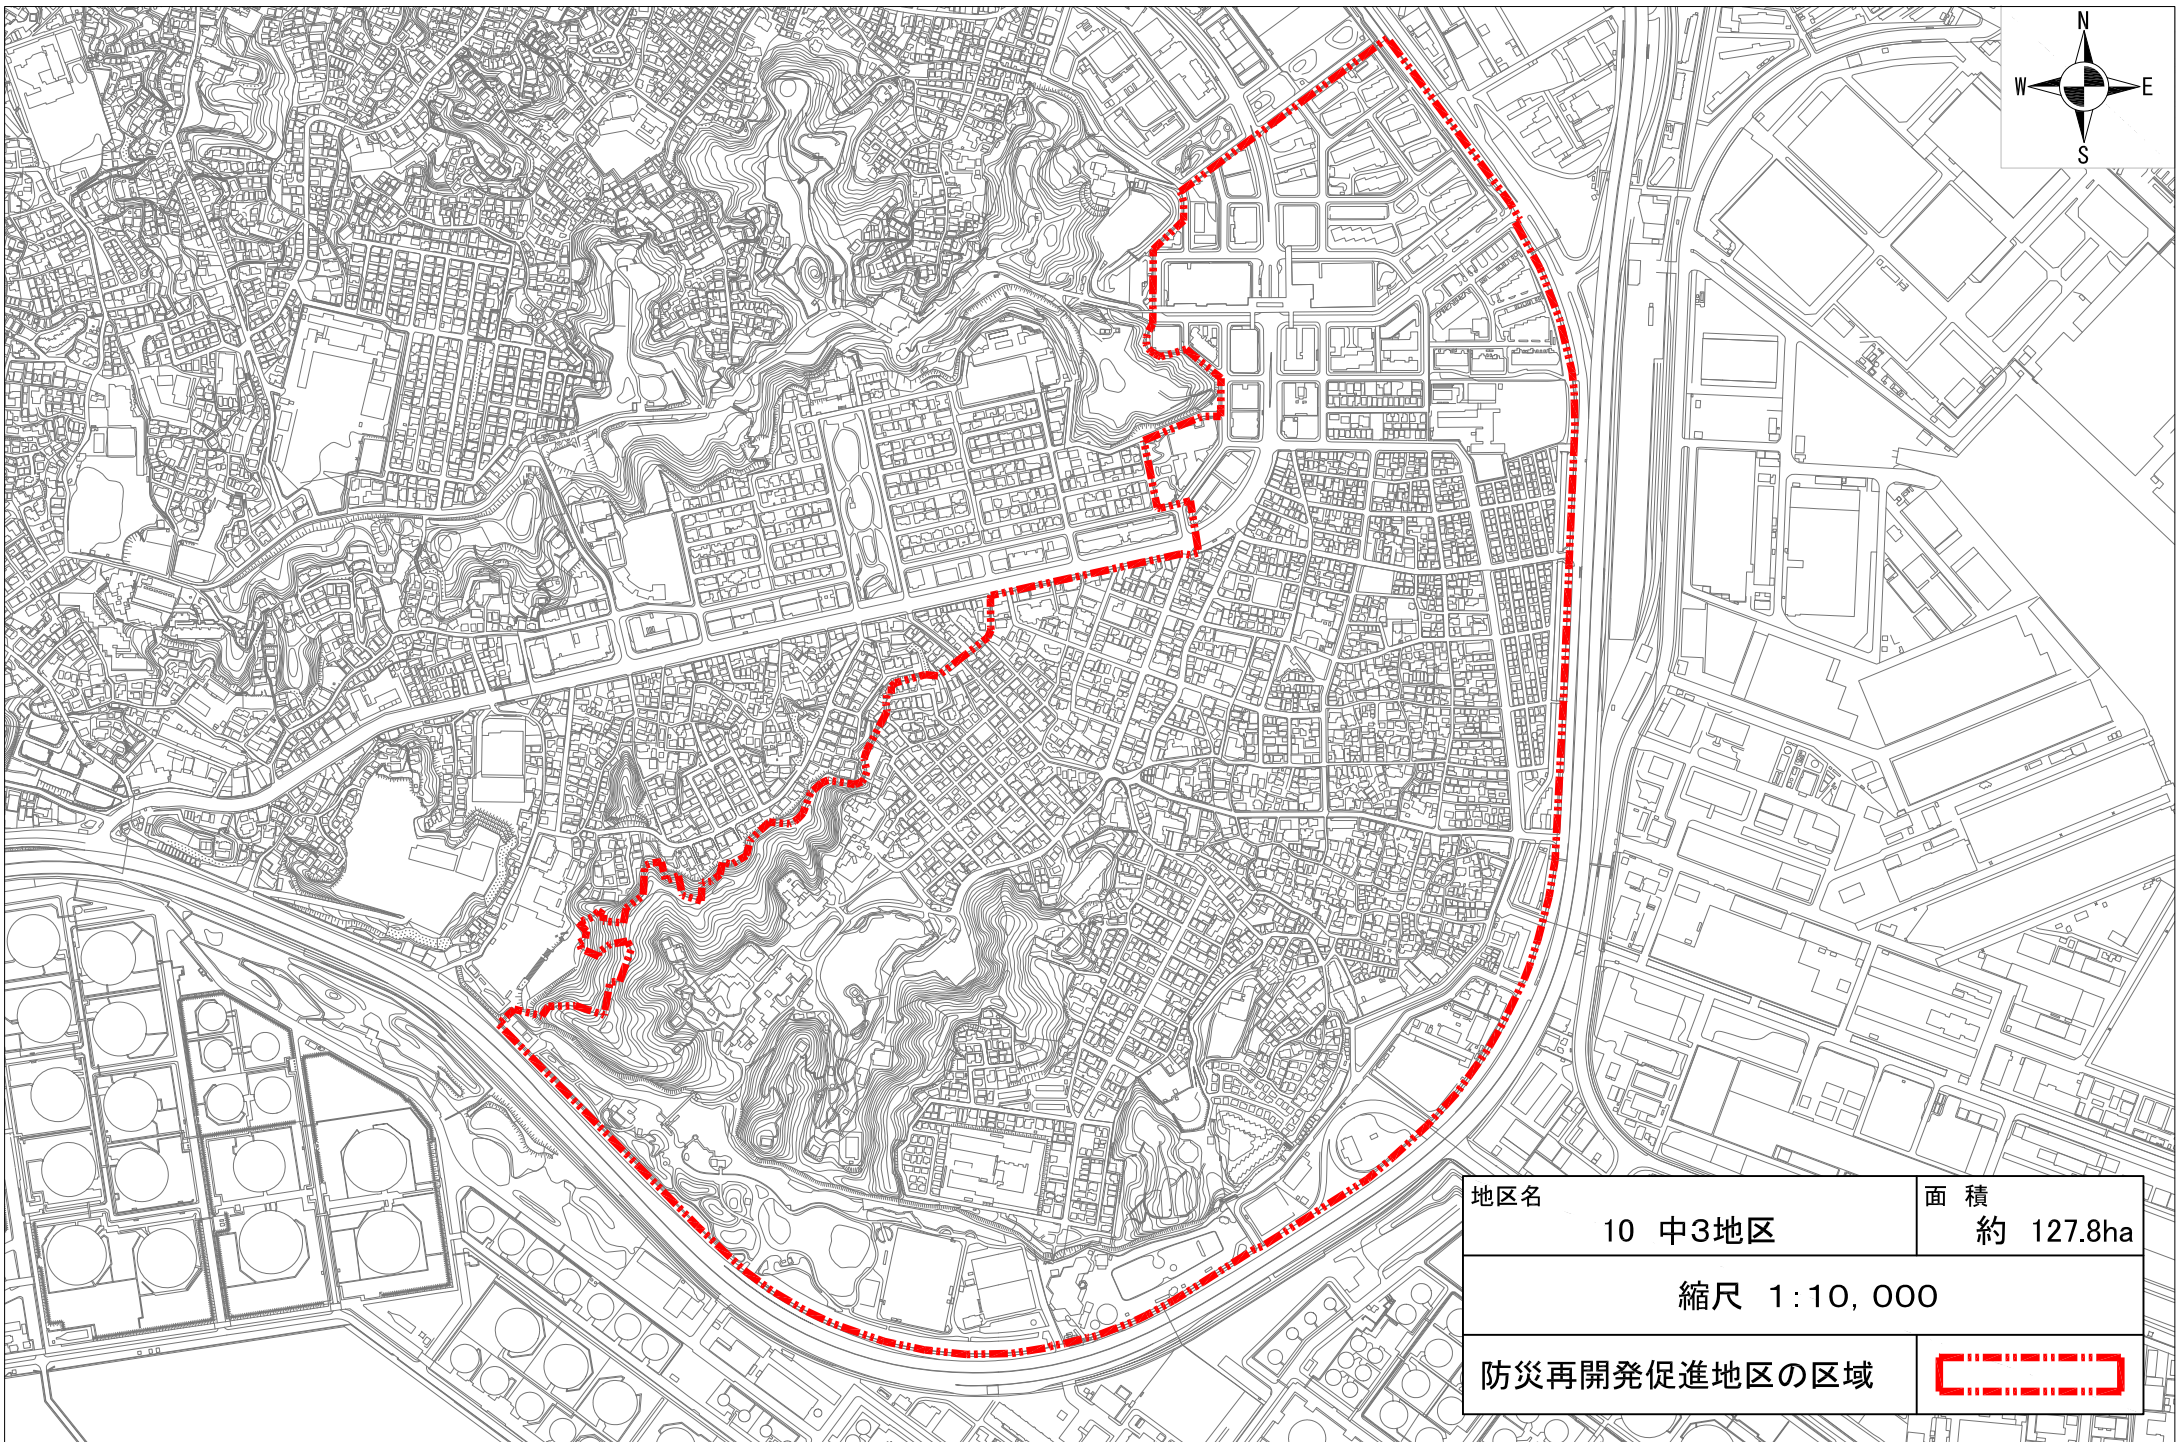 N
W E
S
地区名
10 中3地区
面 積
約 127.8ha
縮尺 1:10,000
防災再開発促進地区の区域